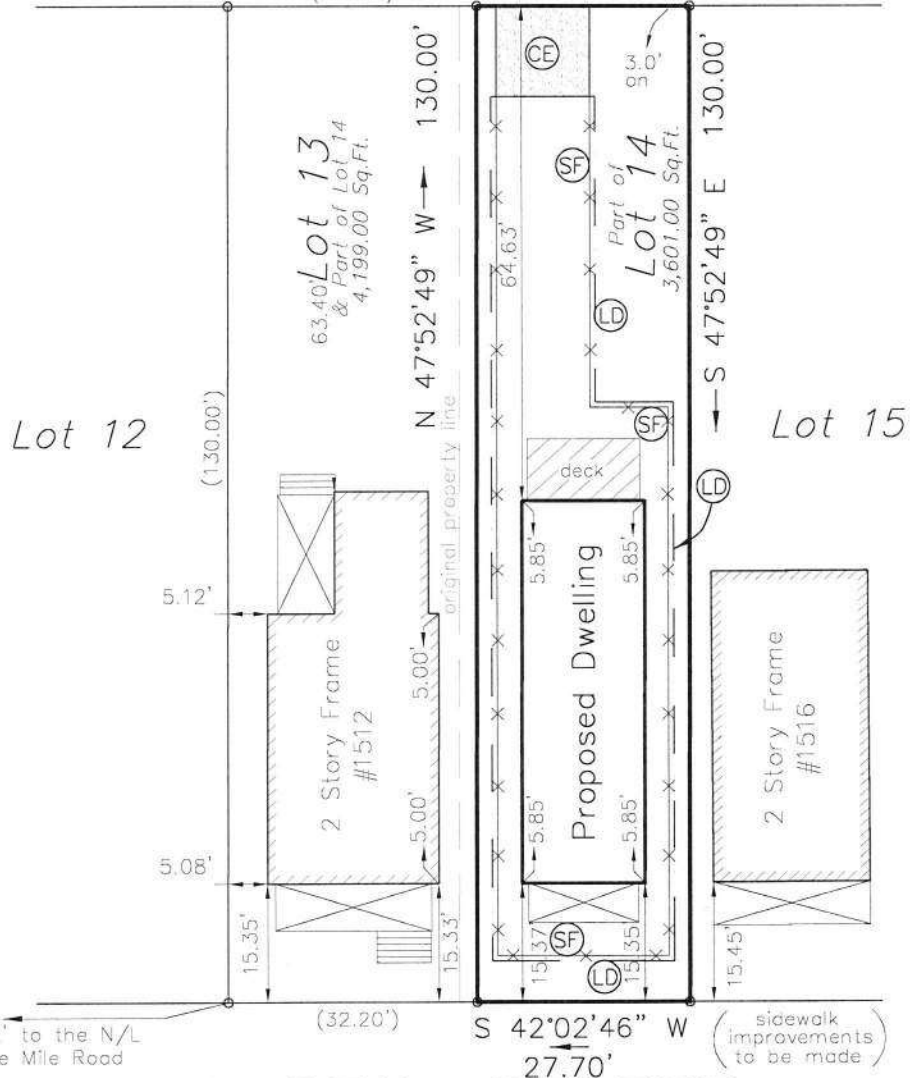 CE
3.0'
on
N 47°52'49" W
130.00'
S 47°52'49" E
130.00'
63.40'
Lot 13
& Part of Lot 14
4,199.00 Sq.Ft.
SF
Part of
Lot 14
3,601.00 Sq.Ft.
64.63'
LD
Lot 12
(130.00')
original property line
SF
Lot 15
deck
LD
5.85'
5.85'
5.12'
5.00'
2 Story Frame
#1512
Proposed Dwelling
2 Story Frame
#1516
5.00'
5.85'
5.85'
5.08'
15.35'
15.33'
SF
15.37
15.35'
15.45'
LD
' to the N/L
e Mile Road
(32.20')
S 42°02'46" W
27.70'
(sidewalk
improvements
to be made)